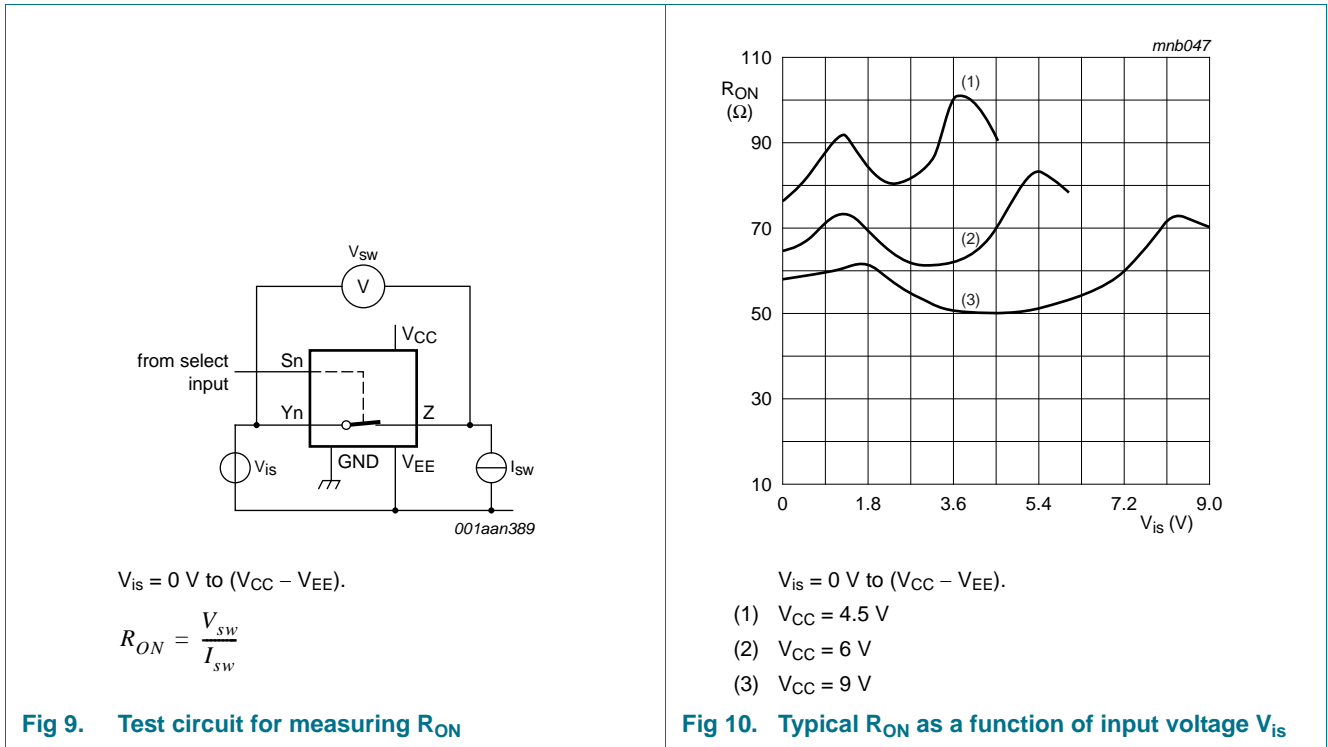 V_SW
V
V_CC
from select
input
Sn
Yn
Z
V_is
GND
V_EE
I_sw
001aan389
V_is = 0 V to (V_CC − V_EE).
R_ON = V_sw / I_sw
Fig 9. Test circuit for measuring R_ON
mnb047
110
R_ON
(Ω)
90
70
50
30
10
(1)
(2)
(3)
0 1.8 3.6 5.4 7.2 9.0
V_is (V)
V_is = 0 V to (V_CC − V_EE).
(1) V_CC = 4.5 V
(2) V_CC = 6 V
(3) V_CC = 9 V
Fig 10. Typical R_ON as a function of input voltage V_is